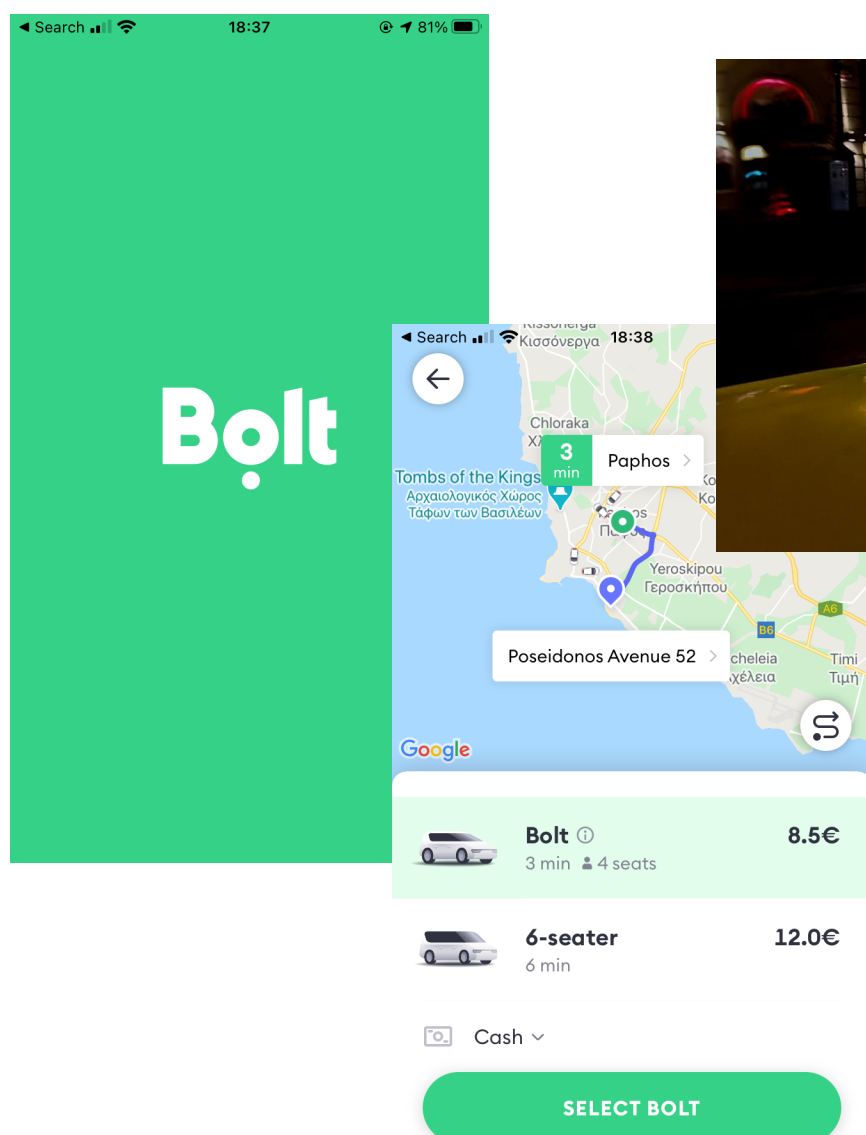 Search
18:37
81%
Bolt
Search
18:38
Κισσόνεργα
Chloraka
3
min
Paphos
Tombs of the Kings
Αρχαιολογικός Χώρος
Τάφων των Βασιλέων
Yeroskipou
Γεροσκήπου
A6
B6
Poseidonos Avenue 52
Timi
Τιμή
Google
Bolt
8.5€
3 min 4 seats
6-seater
12.0€
6 min
Cash
SELECT BOLT